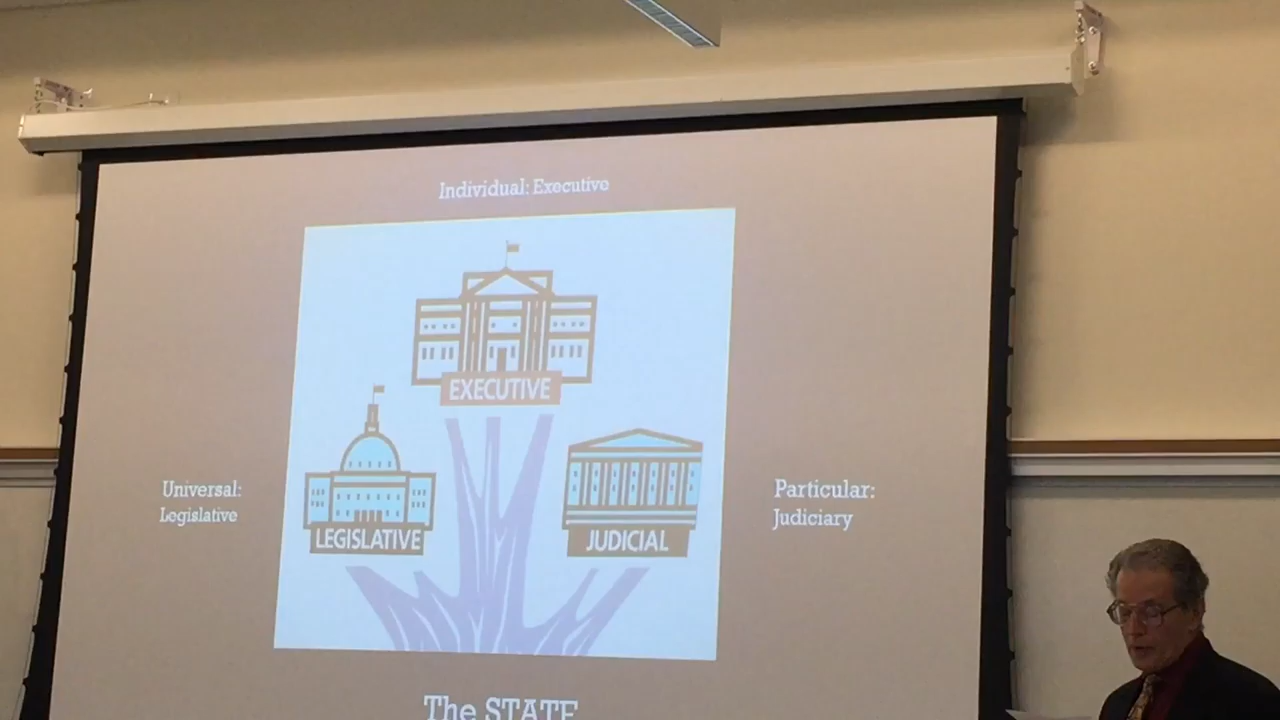 Individual: Executive
EXECUTIVE
Universal:
Legislative
LEGISLATIVE
JUDICIAL
Particular:
Judiciary
The STATE